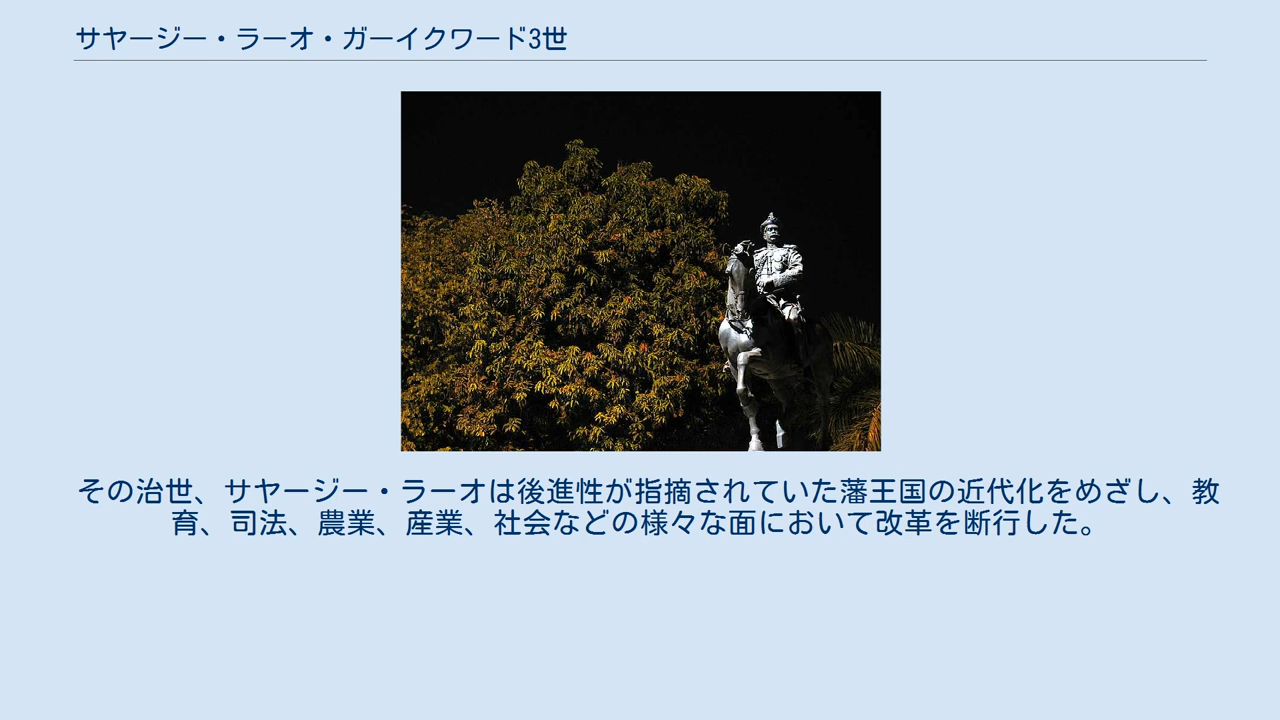 サヤージー・ラーオ・ガーイクワード3世
その治世、サヤージー・ラーオは後進性が指摘されていた藩王国の近代化をめざし、教
育、司法、農業、産業、社会などの様々な面において改革を断行した。